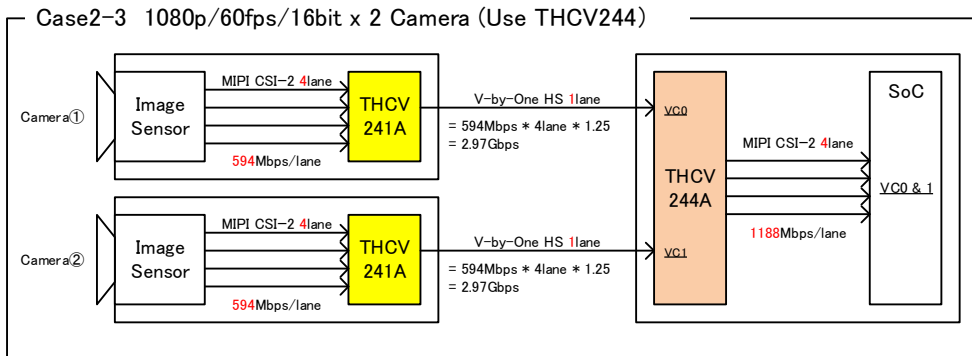 Case2-3 1080p/60fps/16bit x 2 Camera (Use THCV244)
Camera①
Image
Sensor
MIPI CSI-2 4lane
594Mbps/lane
THCV
241A
V-by-One HS 1lane
= 594Mbps * 4lane * 1.25
= 2.97Gbps
Camera②
Image
Sensor
MIPI CSI-2 4lane
594Mbps/lane
THCV
241A
V-by-One HS 1lane
= 594Mbps * 4lane * 1.25
= 2.97Gbps
VC0
THCV
244A
VC1
MIPI CSI-2 4lane
1188Mbps/lane
SoC
VC0 & 1